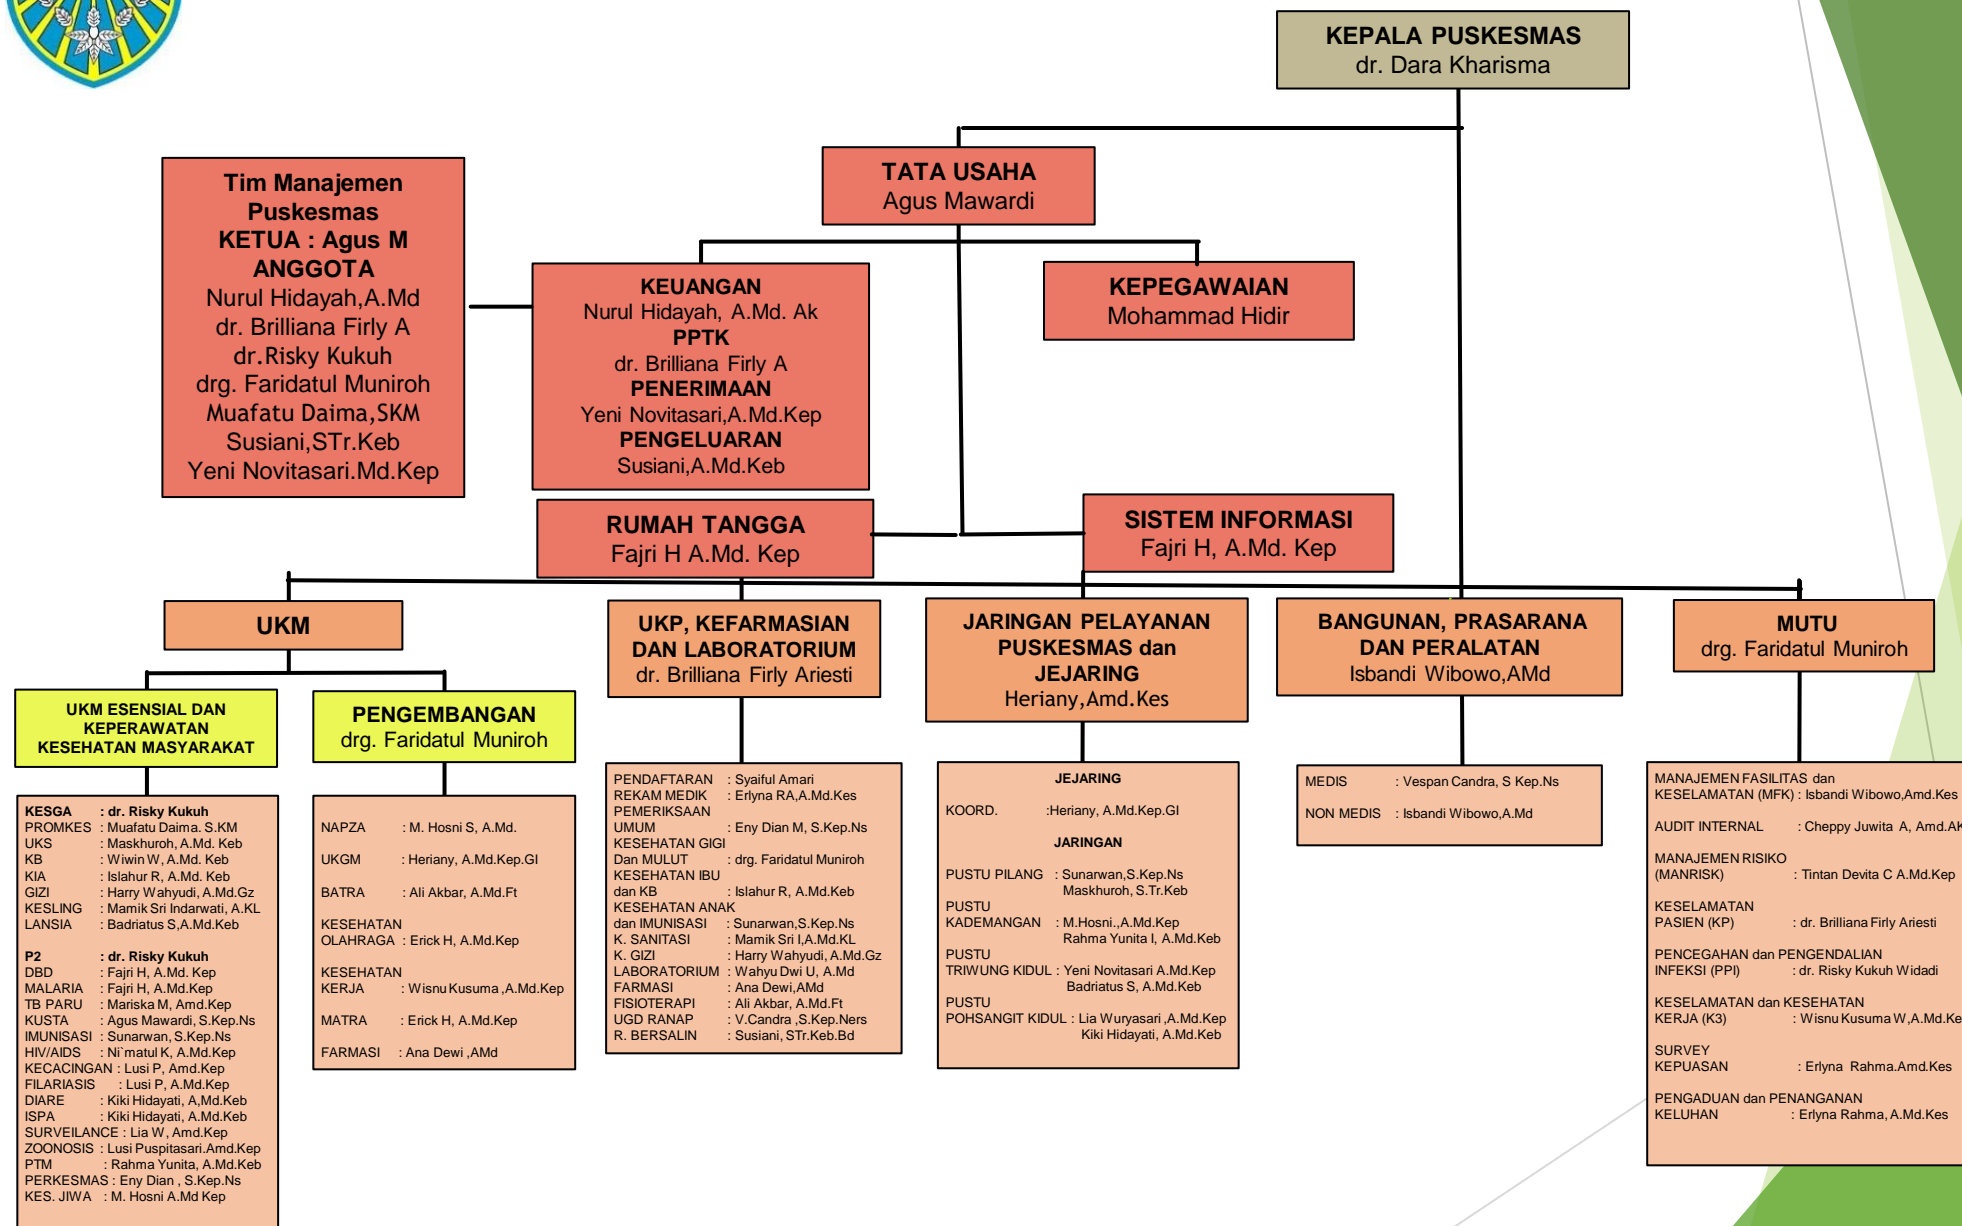 KEPALA PUSKESMAS
dr. Dara Kharisma
TATA USAHA
Agus Mawardi
Tim Manajemen
Puskesmas
KETUA : Agus M
ANGGOTA
Nurul Hidayah,A.Md
dr. Brilliana Firly A
dr.Risky Kukuh
drg. Faridatul Muniroh
Muafatu Daima,SKM
Susiani,STr.Keb
Yeni Novitasari.Md.Kep
KEUANGAN
Nurul Hidayah, A.Md. Ak
PPTK
dr. Brilliana Firly A
PENERIMAAN
Yeni Novitasari,A.Md.Kep
PENGELUARAN
Susiani,A.Md.Keb
KEPEGAWAIAN
Mohammad Hidir
RUMAH TANGGA
Fajri H A.Md. Kep
SISTEM INFORMASI
Fajri H, A.Md. Kep
UKM
UKM ESENSIAL DAN
KEPERAWATAN
KESEHATAN MASYARAKAT
KESGA : dr. Risky Kukuh
PROMKES : Muafatu Daima. S.KM
UKS : Maskhuroh, A.Md. Keb
KB : Wiwin W, A.Md. Keb
KIA : Islahur R, A.Md. Keb
GIZI : Harry Wahyudi, A.Md.Gz
KESLING : Mamik Sri Indarwati, A.KL
LANSIA : Badriatus S,A.Md.Keb
P2 : dr. Risky Kukuh
DBD : Fajri H, A.Md. Kep
MALARIA : Fajri H, A.Md.Kep
TB PARU : Mariska M, Amd.Kep
KUSTA : Agus Mawardi, S.Kep.Ns
IMUNISASI : Sunarwan, S.Kep.Ns
HIV/AIDS : Ni`matul K, A.Md.Kep
KECACINGAN : Lusi P, Amd.Kep
FILARIASIS : Lusi P, A.Md.Kep
DIARE : Kiki Hidayati, A,Md.Keb
ISPA : Kiki Hidayati, A.Md.Keb
SURVEILANCE : Lia W, Amd.Kep
ZOONOSIS : Lusi Puspitasari.Amd.Kep
PTM : Rahma Yunita, A.Md.Keb
PERKESMAS : Eny Dian , S.Kep.Ns
KES. JIWA : M. Hosni A.Md Kep
PENGEMBANGAN
drg. Faridatul Muniroh
NAPZA : M. Hosni S, A.Md.
UKGM : Heriany, A.Md.Kep.GI
BATRA : Ali Akbar, A.Md.Ft
KESEHATAN
OLAHRAGA : Erick H, A.Md.Kep
KESEHATAN
KERJA : Wisnu Kusuma ,A.Md.Kep
MATRA : Erick H, A.Md.Kep
FARMASI : Ana Dewi ,AMd
UKP, KEFARMASIAN
DAN LABORATORIUM
dr. Brilliana Firly Ariesti
PENDAFTARAN : Syaiful Amari
REKAM MEDIK : Erlyna RA,A.Md.Kes
PEMERIKSAAN
UMUM : Eny Dian M, S.Kep.Ns
KESEHATAN GIGI
Dan MULUT : drg. Faridatul Muniroh
KESEHATAN IBU
dan KB : Islahur R, A.Md.Keb
KESEHATAN ANAK
dan IMUNISASI : Sunarwan,S.Kep.Ns
K. SANITASI : Mamik Sri I,A.Md.KL
K. GIZI : Harry Wahyudi, A.Md.Gz
LABORATORIUM : Wahyu Dwi U, A.Md
FARMASI : Ana Dewi,AMd
FISIOTERAPI : Ali Akbar, A.Md.Ft
UGD RANAP : V.Candra ,S.Kep.Ners
R. BERSALIN : Susiani, STr.Keb.Bd
JARINGAN PELAYANAN
PUSKESMAS dan
JEJARING
Heriany,Amd.Kes
JEJARING
KOORD. :Heriany, A.Md.Kep.GI
JARINGAN
PUSTU PILANG : Sunarwan,S.Kep.Ns
Maskhuroh, S.Tr.Keb
PUSTU
KADEMANGAN : M.Hosni.,A.Md.Kep
Rahma Yunita I, A.Md.Keb
PUSTU
TRIWUNG KIDUL : Yeni Novitasari A.Md.Kep
Badriatus S, A.Md.Keb
PUSTU
POHSANGIT KIDUL : Lia Wuryasari ,A.Md.Kep
Kiki Hidayati, A.Md.Keb
BANGUNAN, PRASARANA
DAN PERALATAN
Isbandi Wibowo,AMd
MEDIS : Vespan Candra, S Kep.Ns
NON MEDIS : Isbandi Wibowo,A.Md
MUTU
drg. Faridatul Muniroh
MANAJEMEN FASILITAS dan
KESELAMATAN (MFK) : Isbandi Wibowo,Amd.Kes
AUDIT INTERNAL : Cheppy Juwita A, Amd.AK
MANAJEMEN RISIKO
(MANRISK) : Tintan Devita C A.Md.Kep
KESELAMATAN
PASIEN (KP) : dr. Brilliana Firly Ariesti
PENCEGAHAN dan PENGENDALIAN
INFEKSI (PPI) : dr. Risky Kukuh Widadi
KESELAMATAN dan KESEHATAN
KERJA (K3) : Wisnu Kusuma W,A.Md.Ke
SURVEY
KEPUASAN : Erlyna Rahma.Amd.Kes
PENGADUAN dan PENANGANAN
KELUHAN : Erlyna Rahma, A.Md.Kes